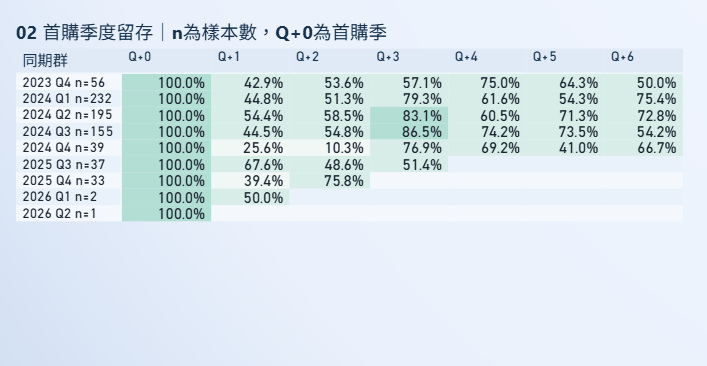 02 首購季度留存｜n為樣本數，Q+0為首購季
同期群 Q+0 Q+1 Q+2 Q+3 Q+4 Q+5 Q+6
2023 Q4 n=56 100.0% 42.9% 53.6% 57.1% 75.0% 64.3% 50.0%
2024 Q1 n=232 100.0% 44.8% 51.3% 79.3% 61.6% 54.3% 75.4%
2024 Q2 n=195 100.0% 54.4% 58.5% 83.1% 60.5% 71.3% 72.8%
2024 Q3 n=155 100.0% 44.5% 54.8% 86.5% 74.2% 73.5% 54.2%
2024 Q4 n=39 100.0% 25.6% 10.3% 76.9% 69.2% 41.0% 66.7%
2025 Q3 n=37 100.0% 67.6% 48.6% 51.4%
2025 Q4 n=33 100.0% 39.4% 75.8%
2026 Q1 n=2 100.0% 50.0%
2026 Q2 n=1 100.0%